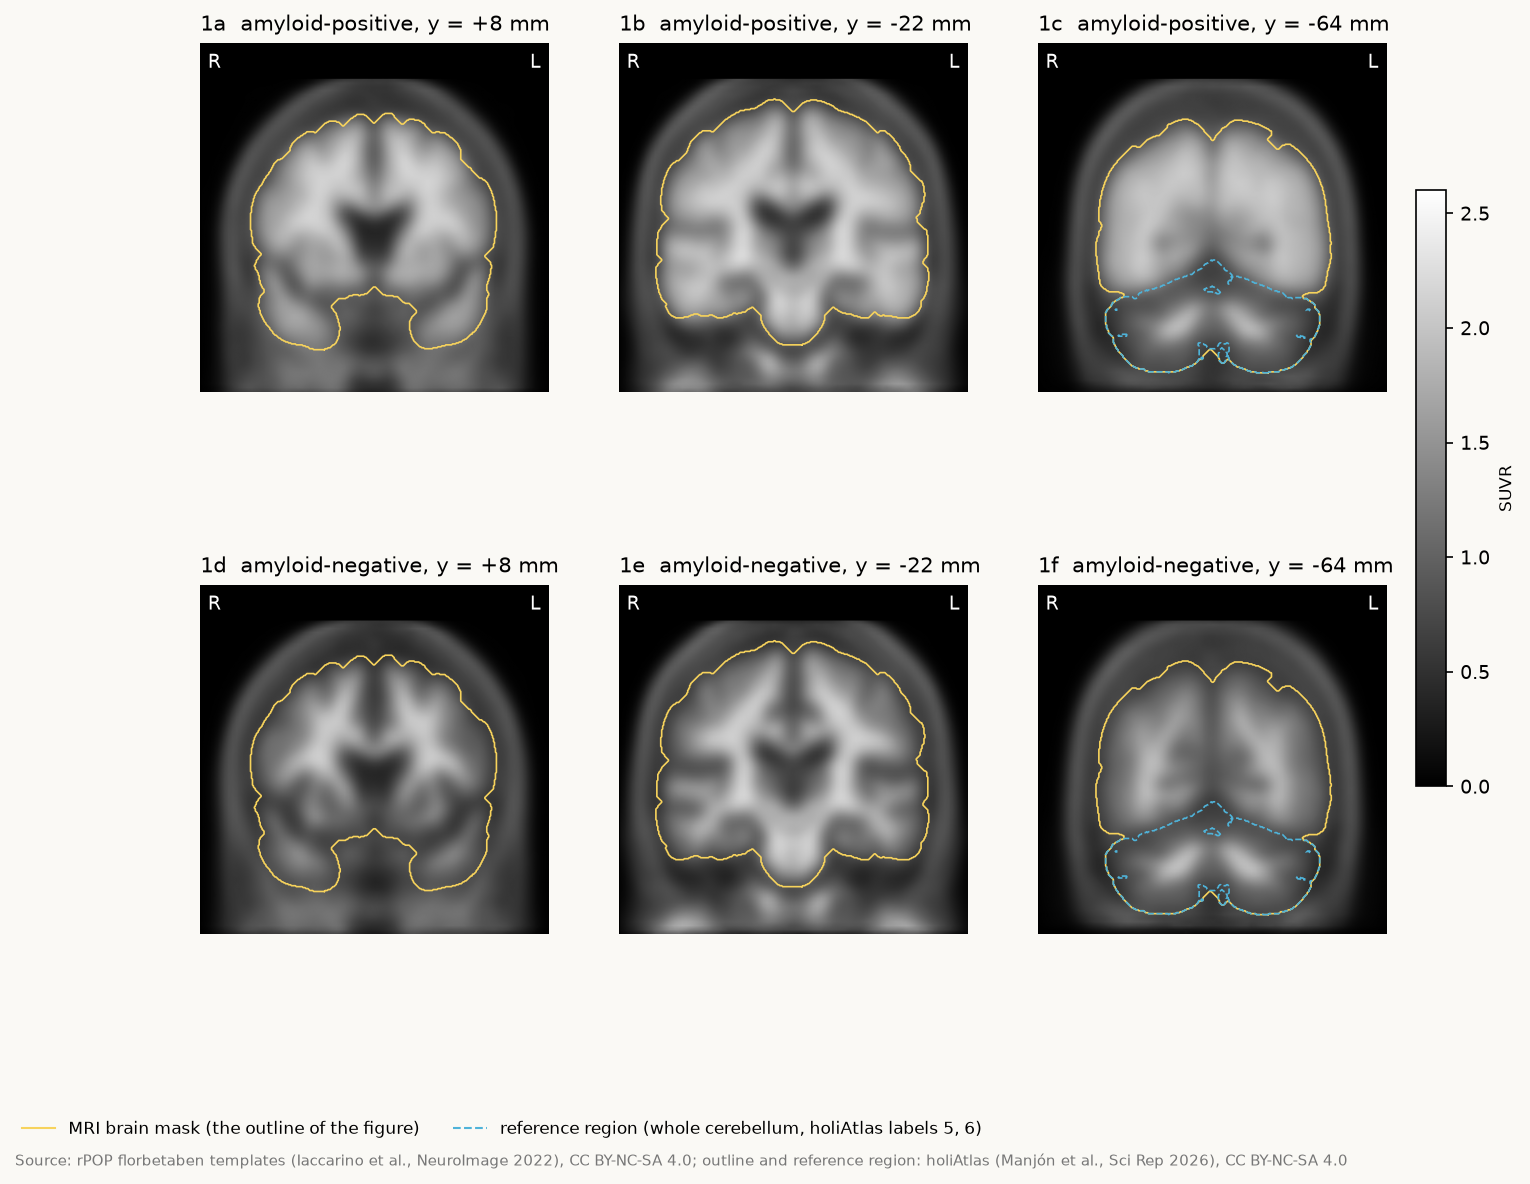 1a  amyloid-positive, y = +8 mm
1b  amyloid-positive, y = -22 mm
1c  amyloid-positive, y = -64 mm
R
L
R
L
R
L
2.5
2.0
1.5
1.0
0.5
0.0
SUVR
1d  amyloid-negative, y = +8 mm
1e  amyloid-negative, y = -22 mm
1f  amyloid-negative, y = -64 mm
R
L
R
L
R
L
MRI brain mask (the outline of the figure)
reference region (whole cerebellum, holiAtlas labels 5, 6)
Source: rPOP florbetaben templates (Iaccarino et al., NeuroImage 2022), CC BY-NC-SA 4.0; outline and reference region: holiAtlas (Manjón et al., Sci Rep 2026), CC BY-NC-SA 4.0